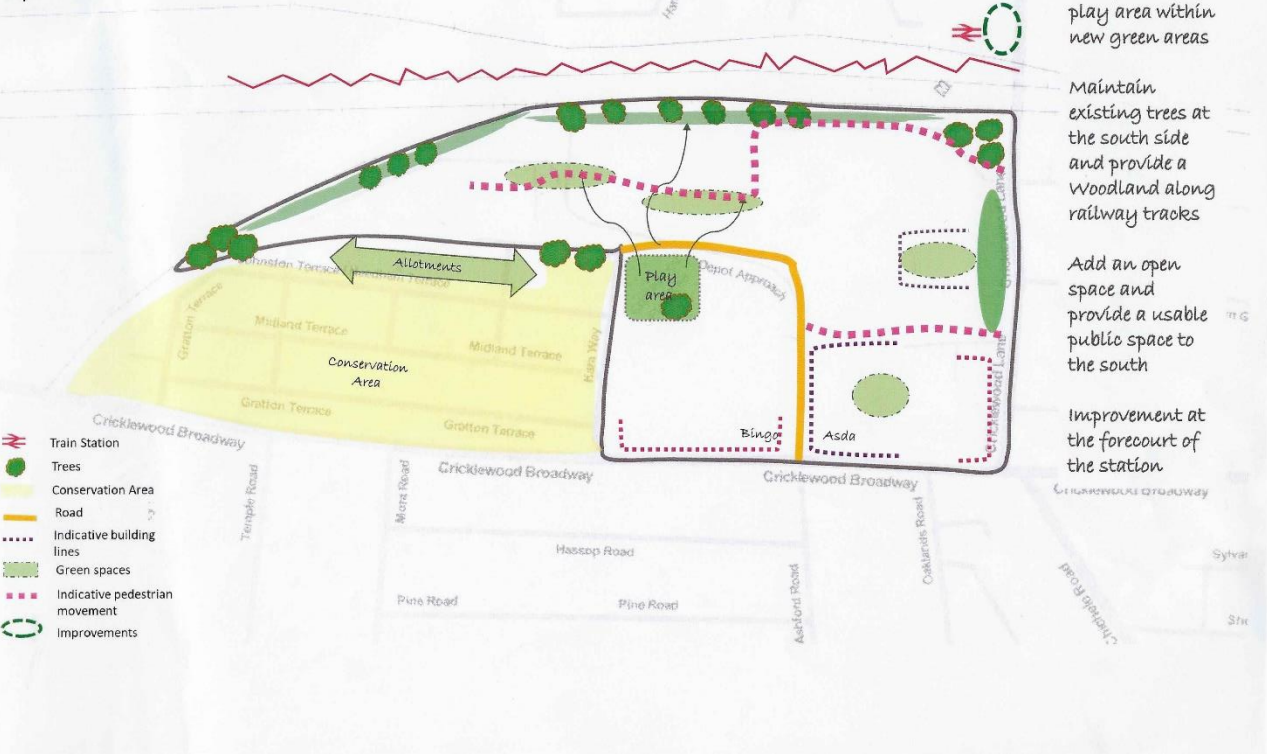 play area within
new green areas
Maintain
existing trees at
the south side
and provide a
Woodland along
railway tracks
Add an open
space and
provide a usable
public space to
the south
Improvement at
the forecourt of
the station
Allotments
Johnston Terrace
Terrace
Gratton Terrace
Midland Terrace
Midland Terrace
Conservation
Area
Gratton Terrace
Gratton Terrace
Kara Way
Play
area
Depot Approach
Bingo
Asda
Cricklewood Lane
Cricklewood Lane
Cricklewood Broadway
Cricklewood Broadway
Cricklewood Broadway
Cricklewood Broadway
Temple Road
Mora Road
Hassop Road
Pine Road
Pine Road
Ashford Road
Oaklands Road
Chichele Road
Train Station
Trees
Conservation Area
Road
Indicative building
lines
Green spaces
Indicative pedestrian
movement
Improvements